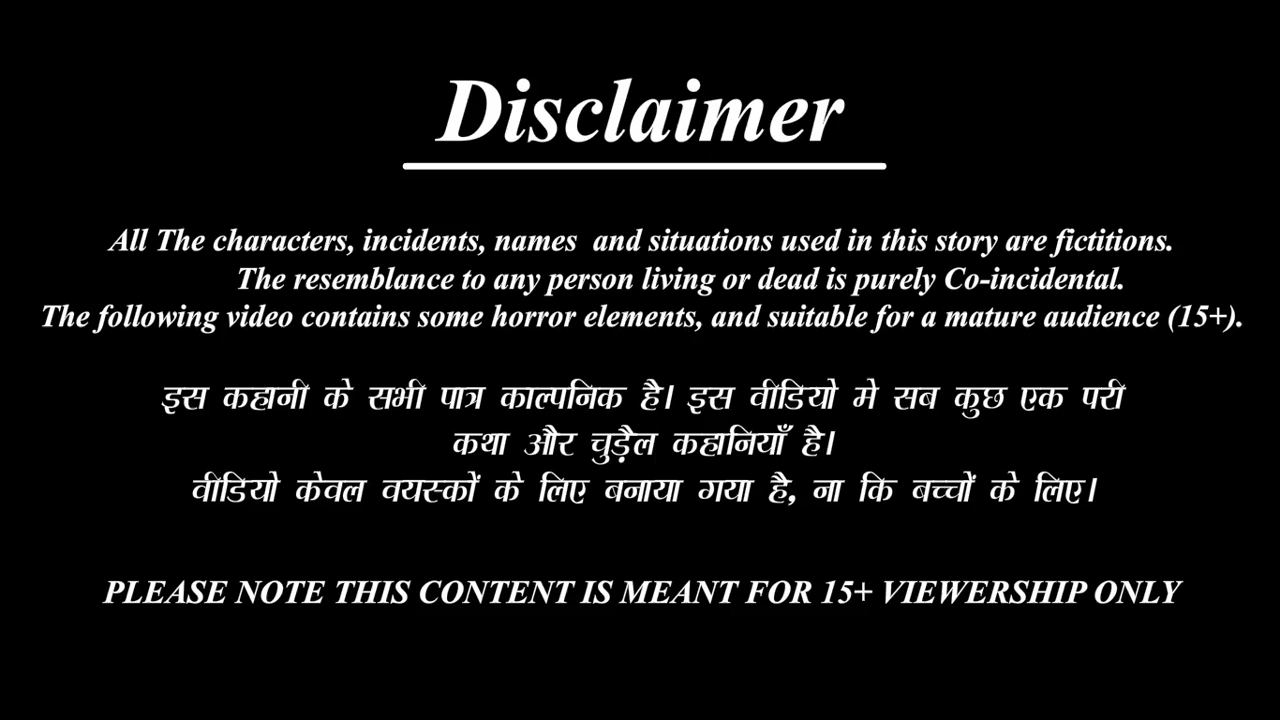 Disclaimer
All The characters, incidents, names and situations used in this story are fictitions.
The resemblance to any person living or dead is purely Co-incidental.
The following video contains some horror elements, and suitable for a mature audience (15+).
इस कहानी के सभी पात्र काल्पनिक है। इस वीडियो मे सब कुछ एक परी
कथा और चुड़ैल कहानियाँ है।
वीडियो केवल वयस्कों के लिए बनाया गया है, ना कि बच्चों के लिए।
PLEASE NOTE THIS CONTENT IS MEANT FOR 15+ VIEWERSHIP ONLY